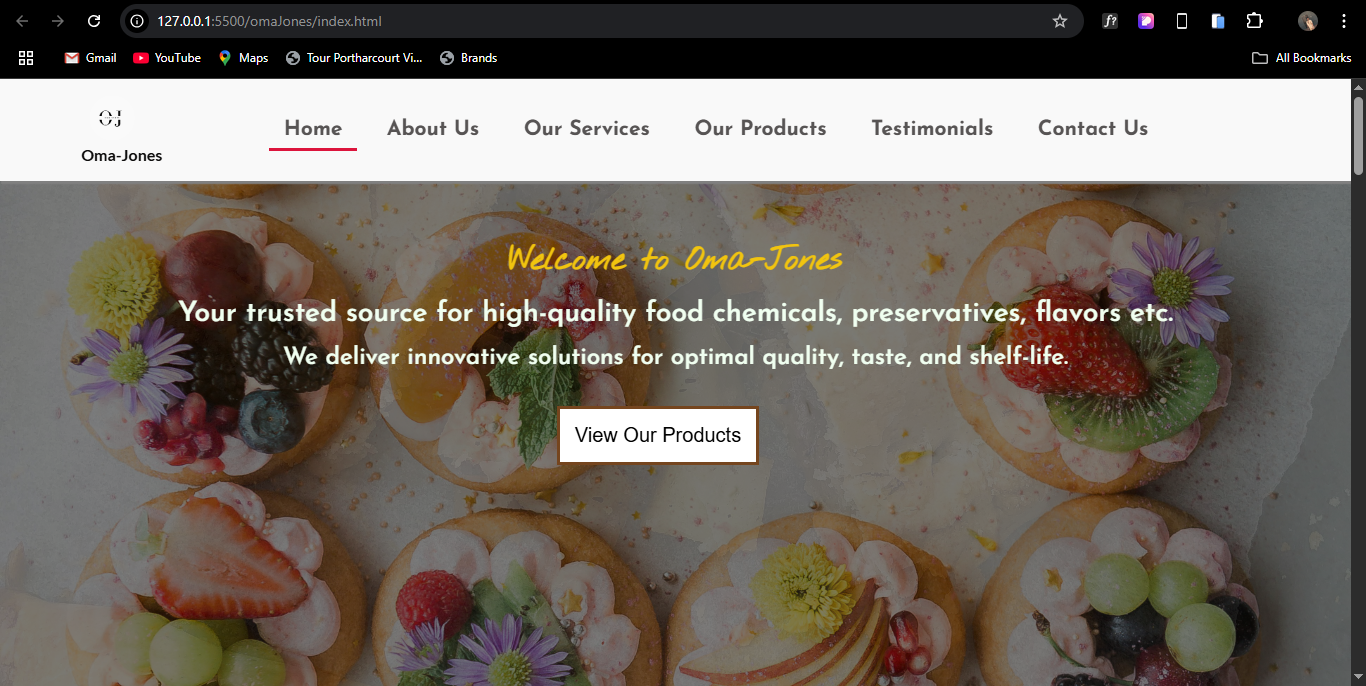 127.0.0.1:5500/omaJones/index.html
f?
Gmail YouTube Maps Tour Portharcourt Vi... Brands All Bookmarks
OJ
Oma-Jones
Home About Us Our Services Our Products Testimonials Contact Us
Welcome to Oma-Jones
Your trusted source for high-quality food chemicals, preservatives, flavors etc.
We deliver innovative solutions for optimal quality, taste, and shelf-life.
View Our Products